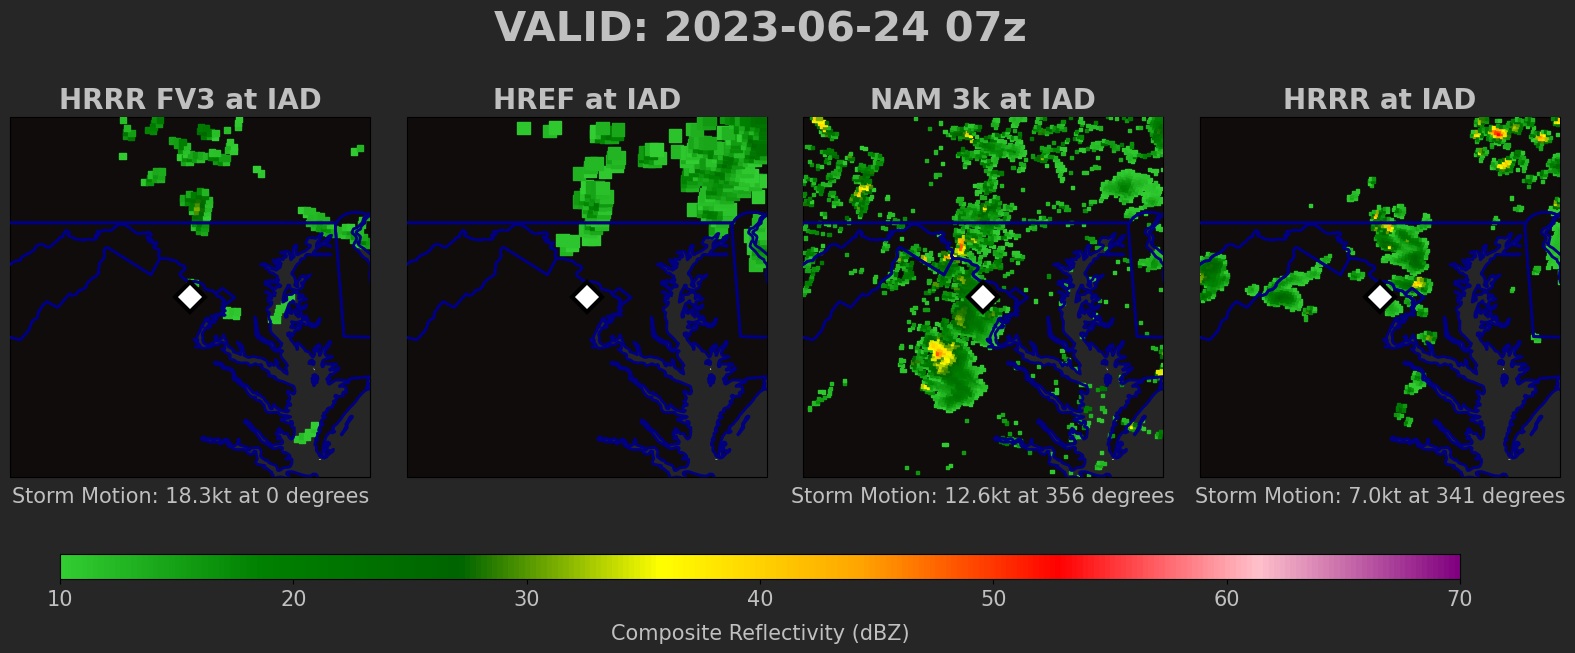 VALID: 2023-06-24 07z
HRRR FV3 at IAD
HREF at IAD
NAM 3k at IAD
HRRR at IAD
Storm Motion: 18.3kt at 0 degrees
Storm Motion: 12.6kt at 356 degrees
Storm Motion: 7.0kt at 341 degrees
10 20 30 40 50 60 70
Composite Reflectivity (dBZ)